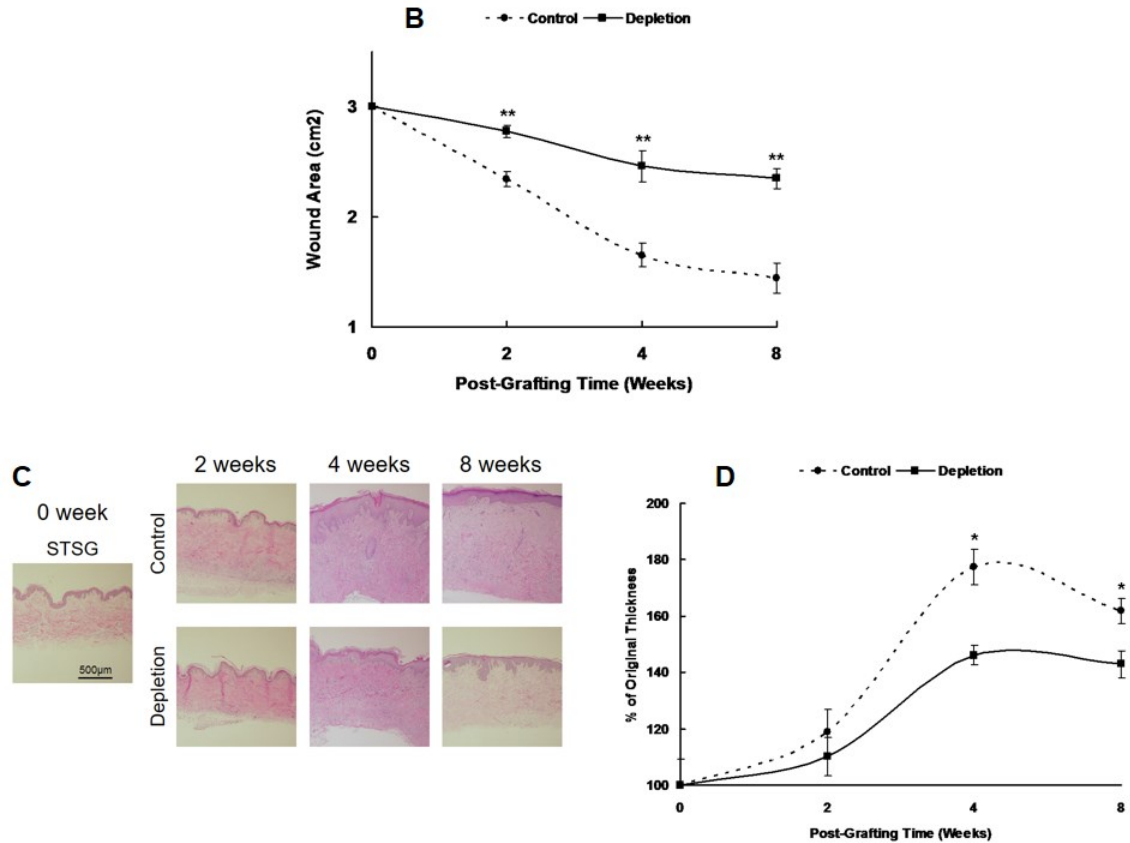 B
Control Depletion
Wound Area (cm2)
3
2
1
** ** **
0 2 4 8
Post-Grafting Time (Weeks)
C
0 week
STSG
500μm
2 weeks 4 weeks 8 weeks
Control
Depletion
D
Control Depletion
% of Original Thickness
200
180
160
140
120
100
* *
0 2 4 8
Post-Grafting Time (Weeks)